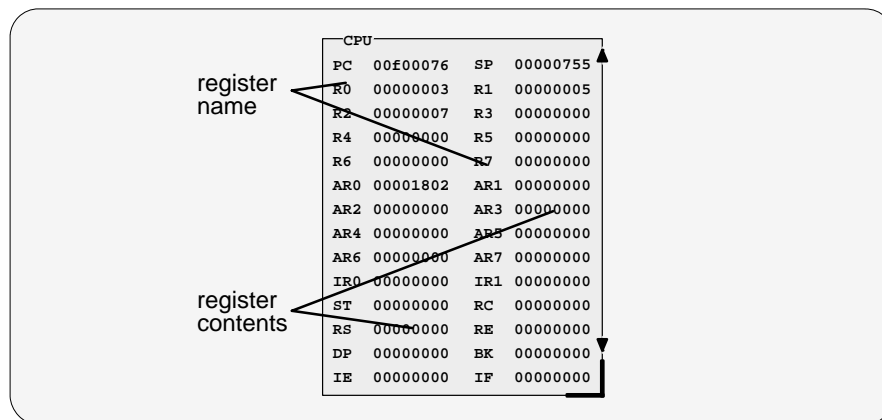 CPU
PC 00f00076 SP 00000755
R0 00000003 R1 00000005
R2 00000007 R3 00000000
R4 00000000 R5 00000000
R6 00000000 R7 00000000
AR0 00001802 AR1 00000000
AR2 00000000 AR3 00000000
AR4 00000000 AR5 00000000
AR6 00000000 AR7 00000000
IR0 00000000 IR1 00000000
ST 00000000 RC 00000000
RS 00000000 RE 00000000
DP 00000000 BK 00000000
IE 00000000 IF 00000000
register
name
register
contents